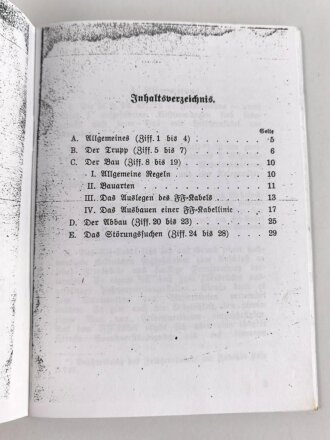 Inhaltsverzeichnis.
Seite
A. Allgemeines (Ziff. 1 bis 4) . . . . . . . 5
B. Der Trupp (Ziff. 5 bis 7) . . . . . . . 6
C. Der Bau (Ziff. 8 bis 19) . . . . . . . 10
I. Allgemeine Regeln . . . . . . . 10
II. Bauarten . . . . . . . 11
III. Das Auslegen des FF-Kabels . . . . . 13
IV. Das Ausbauen einer FF-Kabellinie . . . . 17
D. Der Abbau (Ziff. 20 bis 23) . . . . . . . 25
E. Das Störungsuchen (Ziff. 24 bis 28) . . . . 29